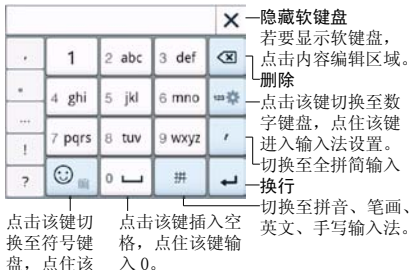 隐藏软键盘
若要显示软键盘，
点击内容编辑区域。
， 1 2 abc 3 def
删除
。 4 ghi 5 jkl 6 mno 123
点击该键切换至数
字键盘，点住该键
进入输入法设置。
…
! 7 pqrs 8 tuv 9 wxyz ，
切换至全拼简输入
? 0 拼
换行
切换至拼音、笔画、
英文、手写输入法。
点击该键切
换至符号键
盘，点住该
点击该键插入空
格，点住该键输
入 0。